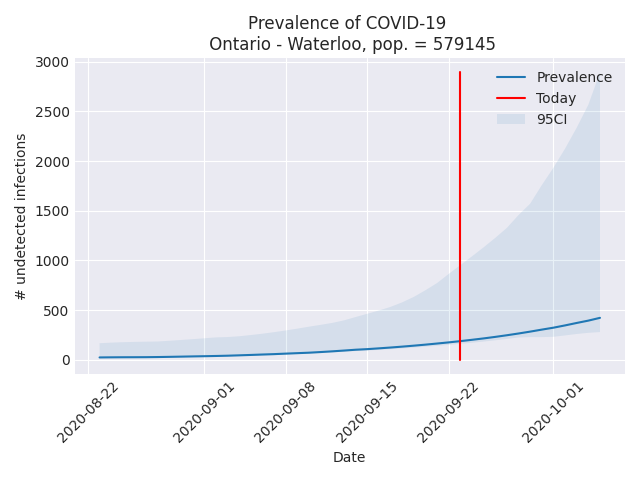 Prevalence of COVID-19
Ontario - Waterloo, pop. = 579145
Prevalence
Today
95CI
# undetected infections
3000
2500
2000
1500
1000
500
0
2020-08-22
2020-09-01
2020-09-08
2020-09-15
2020-09-22
2020-10-01
Date